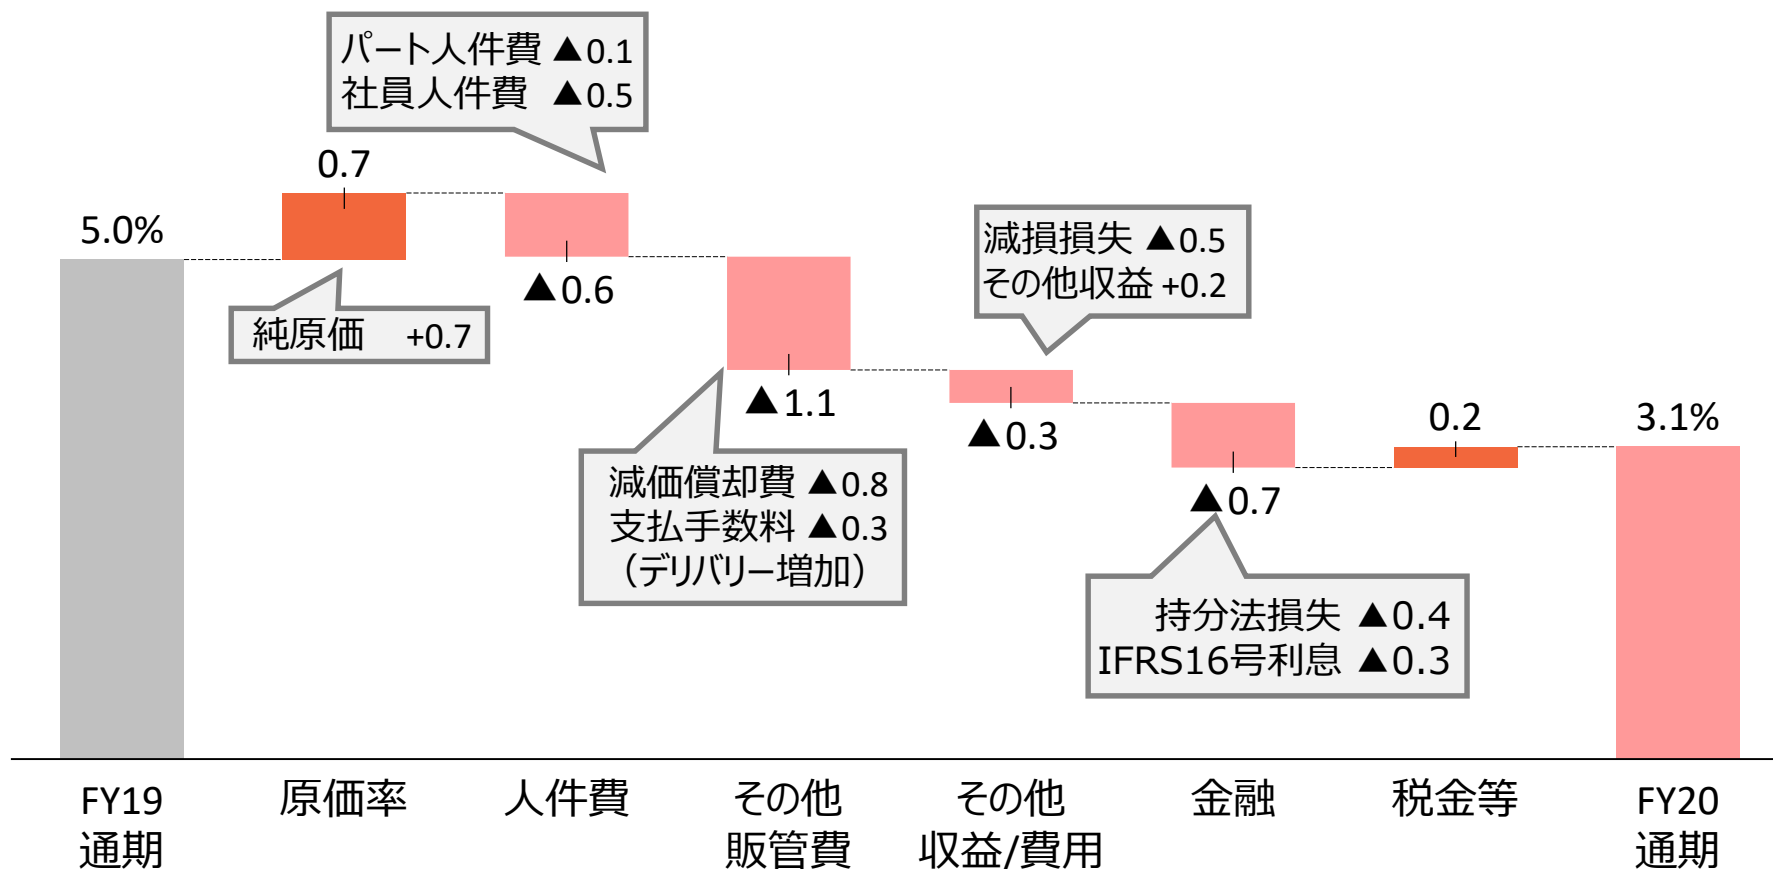 パート人件費 ▲0.1
社員人件費 ▲0.5
0.7
5.0%
純原価 +0.7
▲0.6
減損損失 ▲0.5
その他収益 +0.2
▲1.1
減価償却費 ▲0.8
支払手数料 ▲0.3
（デリバリー増加）
▲0.3
▲0.7
持分法損失 ▲0.4
IFRS16号利息 ▲0.3
0.2
3.1%
FY19
通期
原価率
人件費
その他
販管費
その他
収益/費用
金融
税金等
FY20
通期